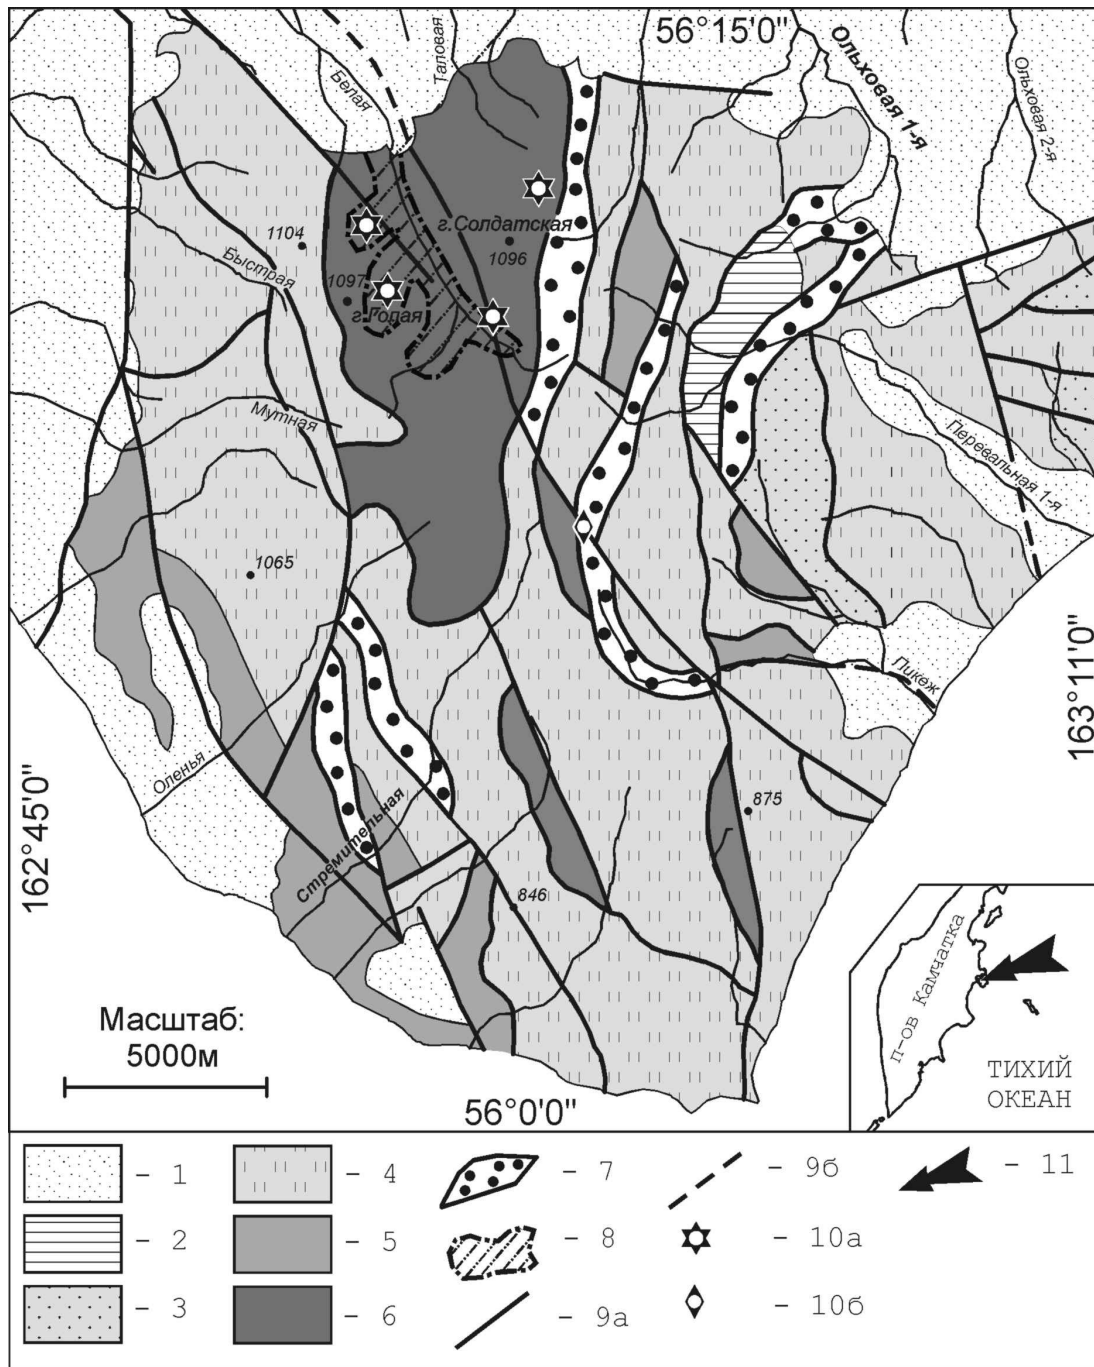 56°15'0"
Белая
Таловая
Ольховая 1-я
Ольховая 2-я
г.Солдатская
1096
1104
Быстрая
1097
г.Голая
Мутная
Перевальная 1-я
1065
Пикеж
163°11'0"
Оленья
162°45'0"
Стремительная
875
846
п-ов Камчатка
ТИХИЙ
ОКЕАН
Масштаб:
5000м
56°0'0"
- 1
- 4
- 7
- 9б
- 11
- 2
- 5
- 8
- 10а
- 3
- 6
- 9а
- 10б